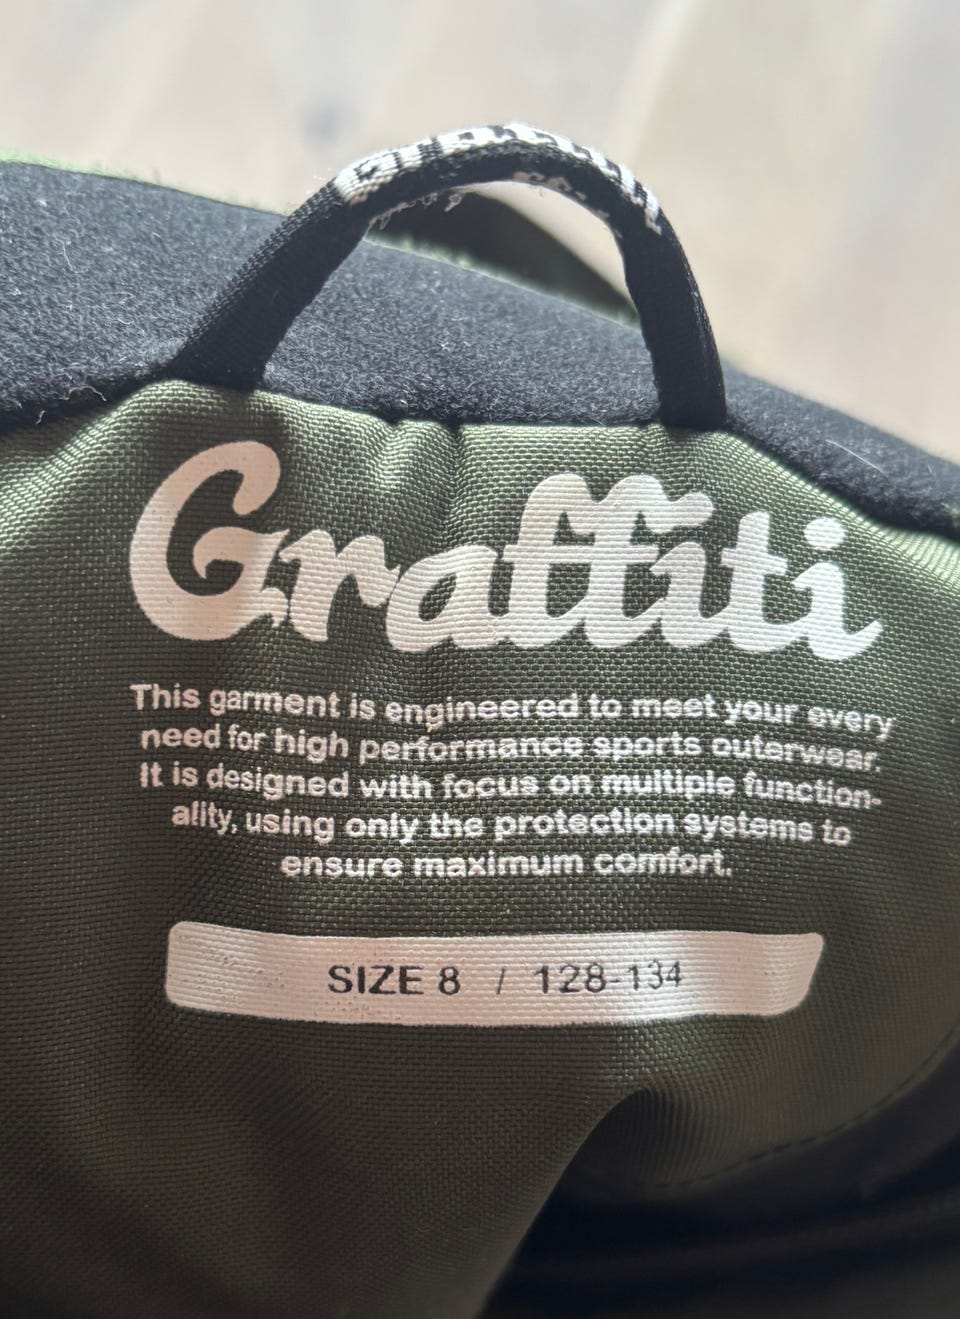 Graffiti
This garment is engineered to meet your every
need for high performance sports outerwear.
It is designed with focus on multiple function-
ality, using only the protection systems to
ensure maximum comfort.
SIZE 8 / 128-134